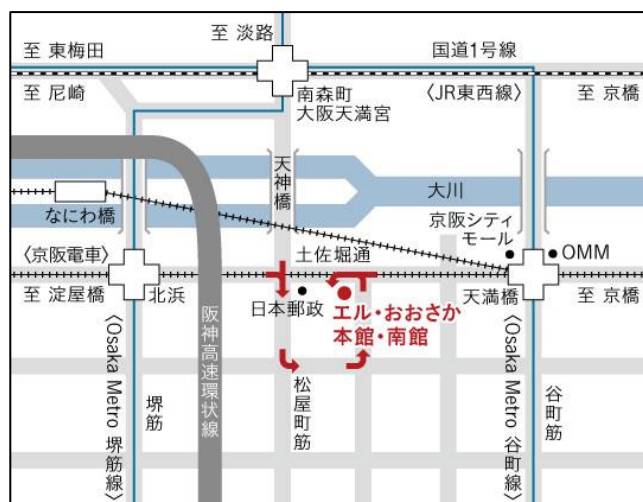 至 淡路
至 東梅田
国道1号線
至 尼崎
南森町
大阪天満宮
〈JR東西線〉
至 京橋
天神橋
大川
なにわ橋
京阪シティ
モール
OMM
〈京阪電車〉
土佐堀通
至 淀屋橋
北浜
日本郵政
エル・おおさか
本館・南館
天満橋
至 京橋
阪神高速環状線
〈Osaka Metro 堺筋線〉
堺筋
松屋町筋
〈Osaka Metro 谷町線〉
谷町筋